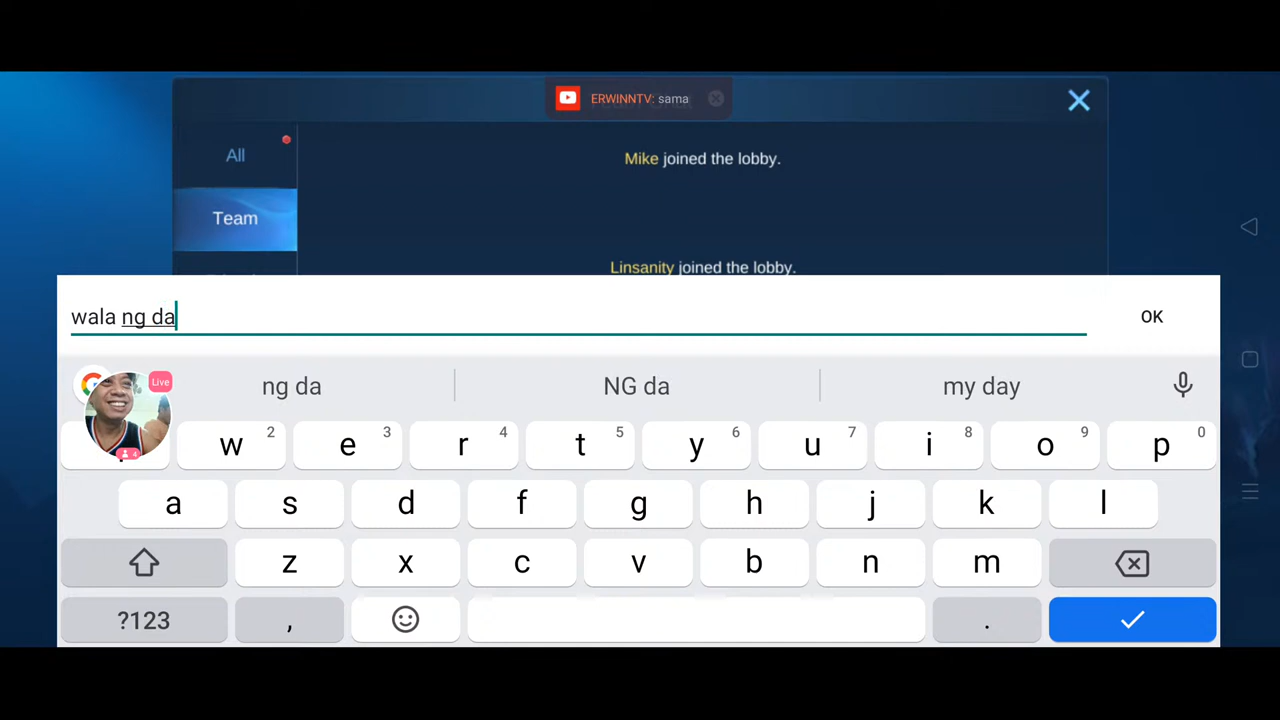 ERWINNTV: sama
All
Mike joined the lobby.
Team
Linsanity joined the lobby.
wala ng da
OK
Live
ng da
NG da
my day
4
w 2 e 3 r 4 t 5 y 6 u 7 i 8 o 9 p 0
a s d f g h j k l
z x c v b n m
?123 , .